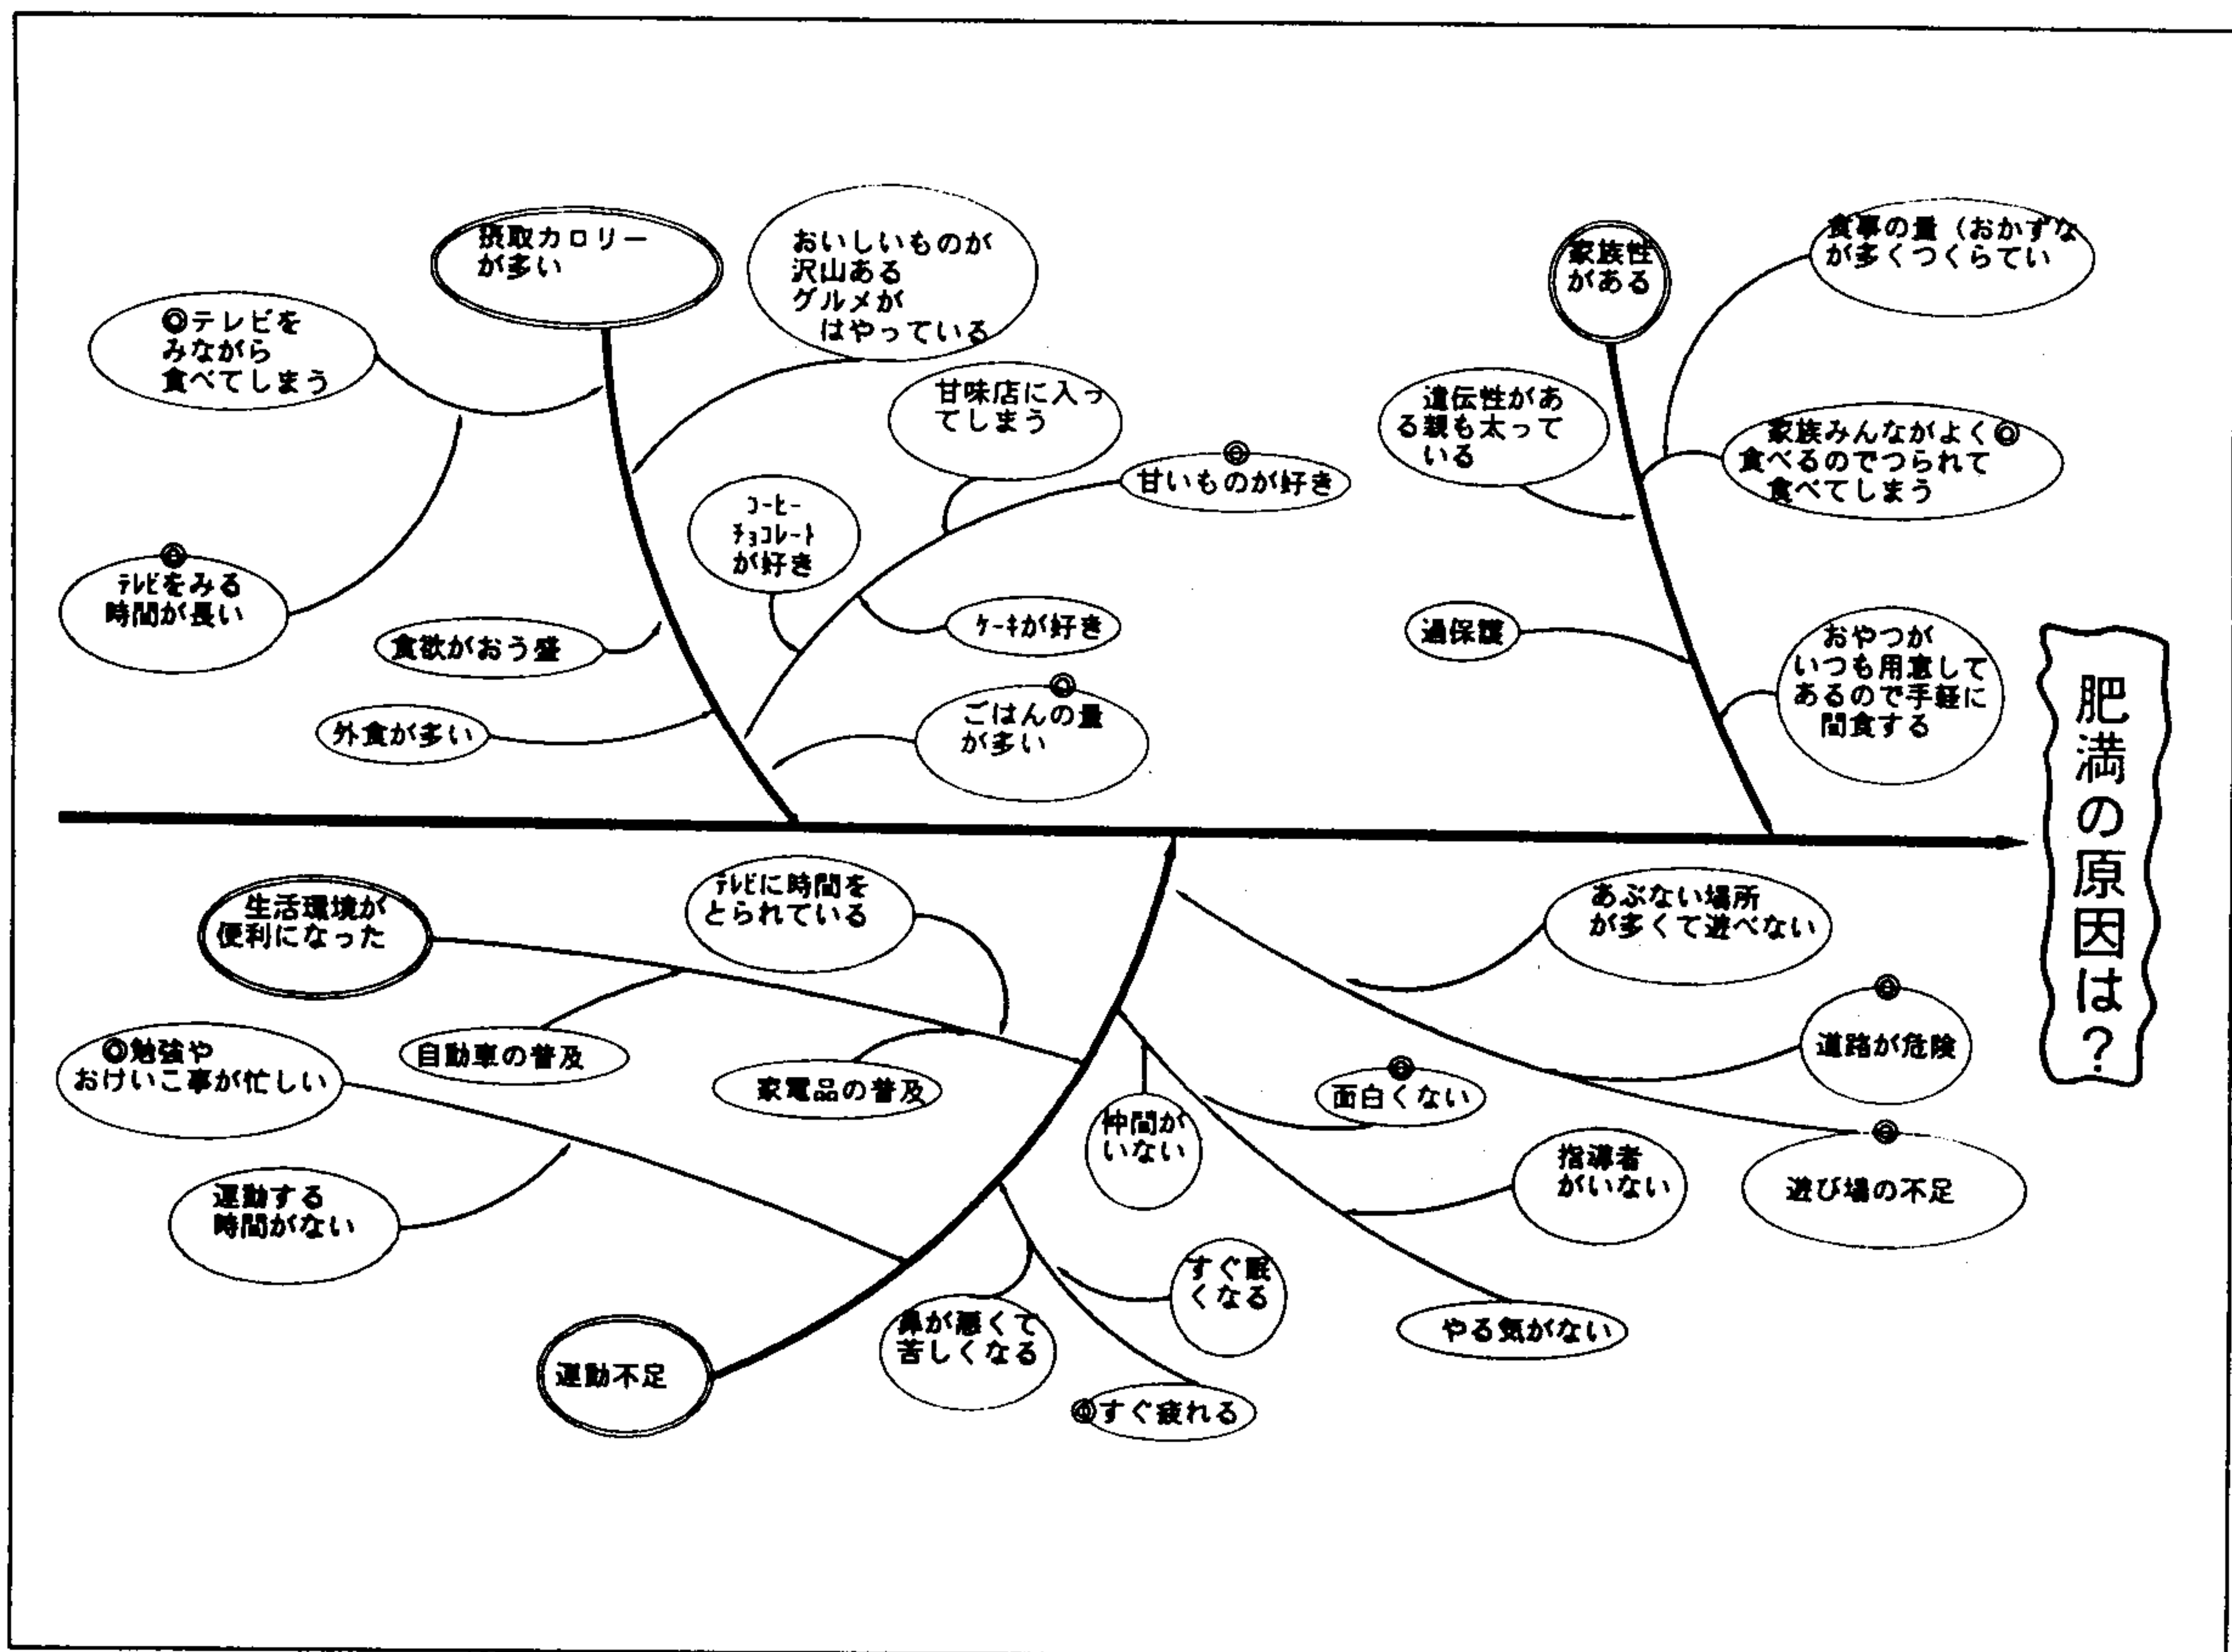 摂取カロリー
が多い
おいしいものが
沢山ある
グルメが
はやっている
◎テレビを
みながら
食べてしまう
甘味店に入っ
てしまう
◎
甘いものが好き
コーヒー
チョコレート
が好き
◎
テレビをみる
時間が長い
ケーキが好き
食欲がおう盛
外食が多い
◎
ごはんの量
が多い
家族性
がある
食事の量（おかずな
が多くつくらてい
遺伝性があ
る親も太って
いる
家族みんながよく◎
食べるのでつられて
食べてしまう
過保護
おやつが
いつも用意して
あるので手軽に
間食する
肥満の原因は？
生活環境が
便利になった
テレビに時間を
とられている
自動車の普及
家電品の普及
◎勉強や
おけいこ事が忙しい
運動する
時間がない
運動不足
あぶない場所
が多くて遊べない
◎
道路が危険
◎
遊び場の不足
仲間が
いない
◎
面白くない
指導者
がいない
やる気がない
すぐ眠
くなる
鼻が悪くて
苦しくなる
◎すぐ疲れる